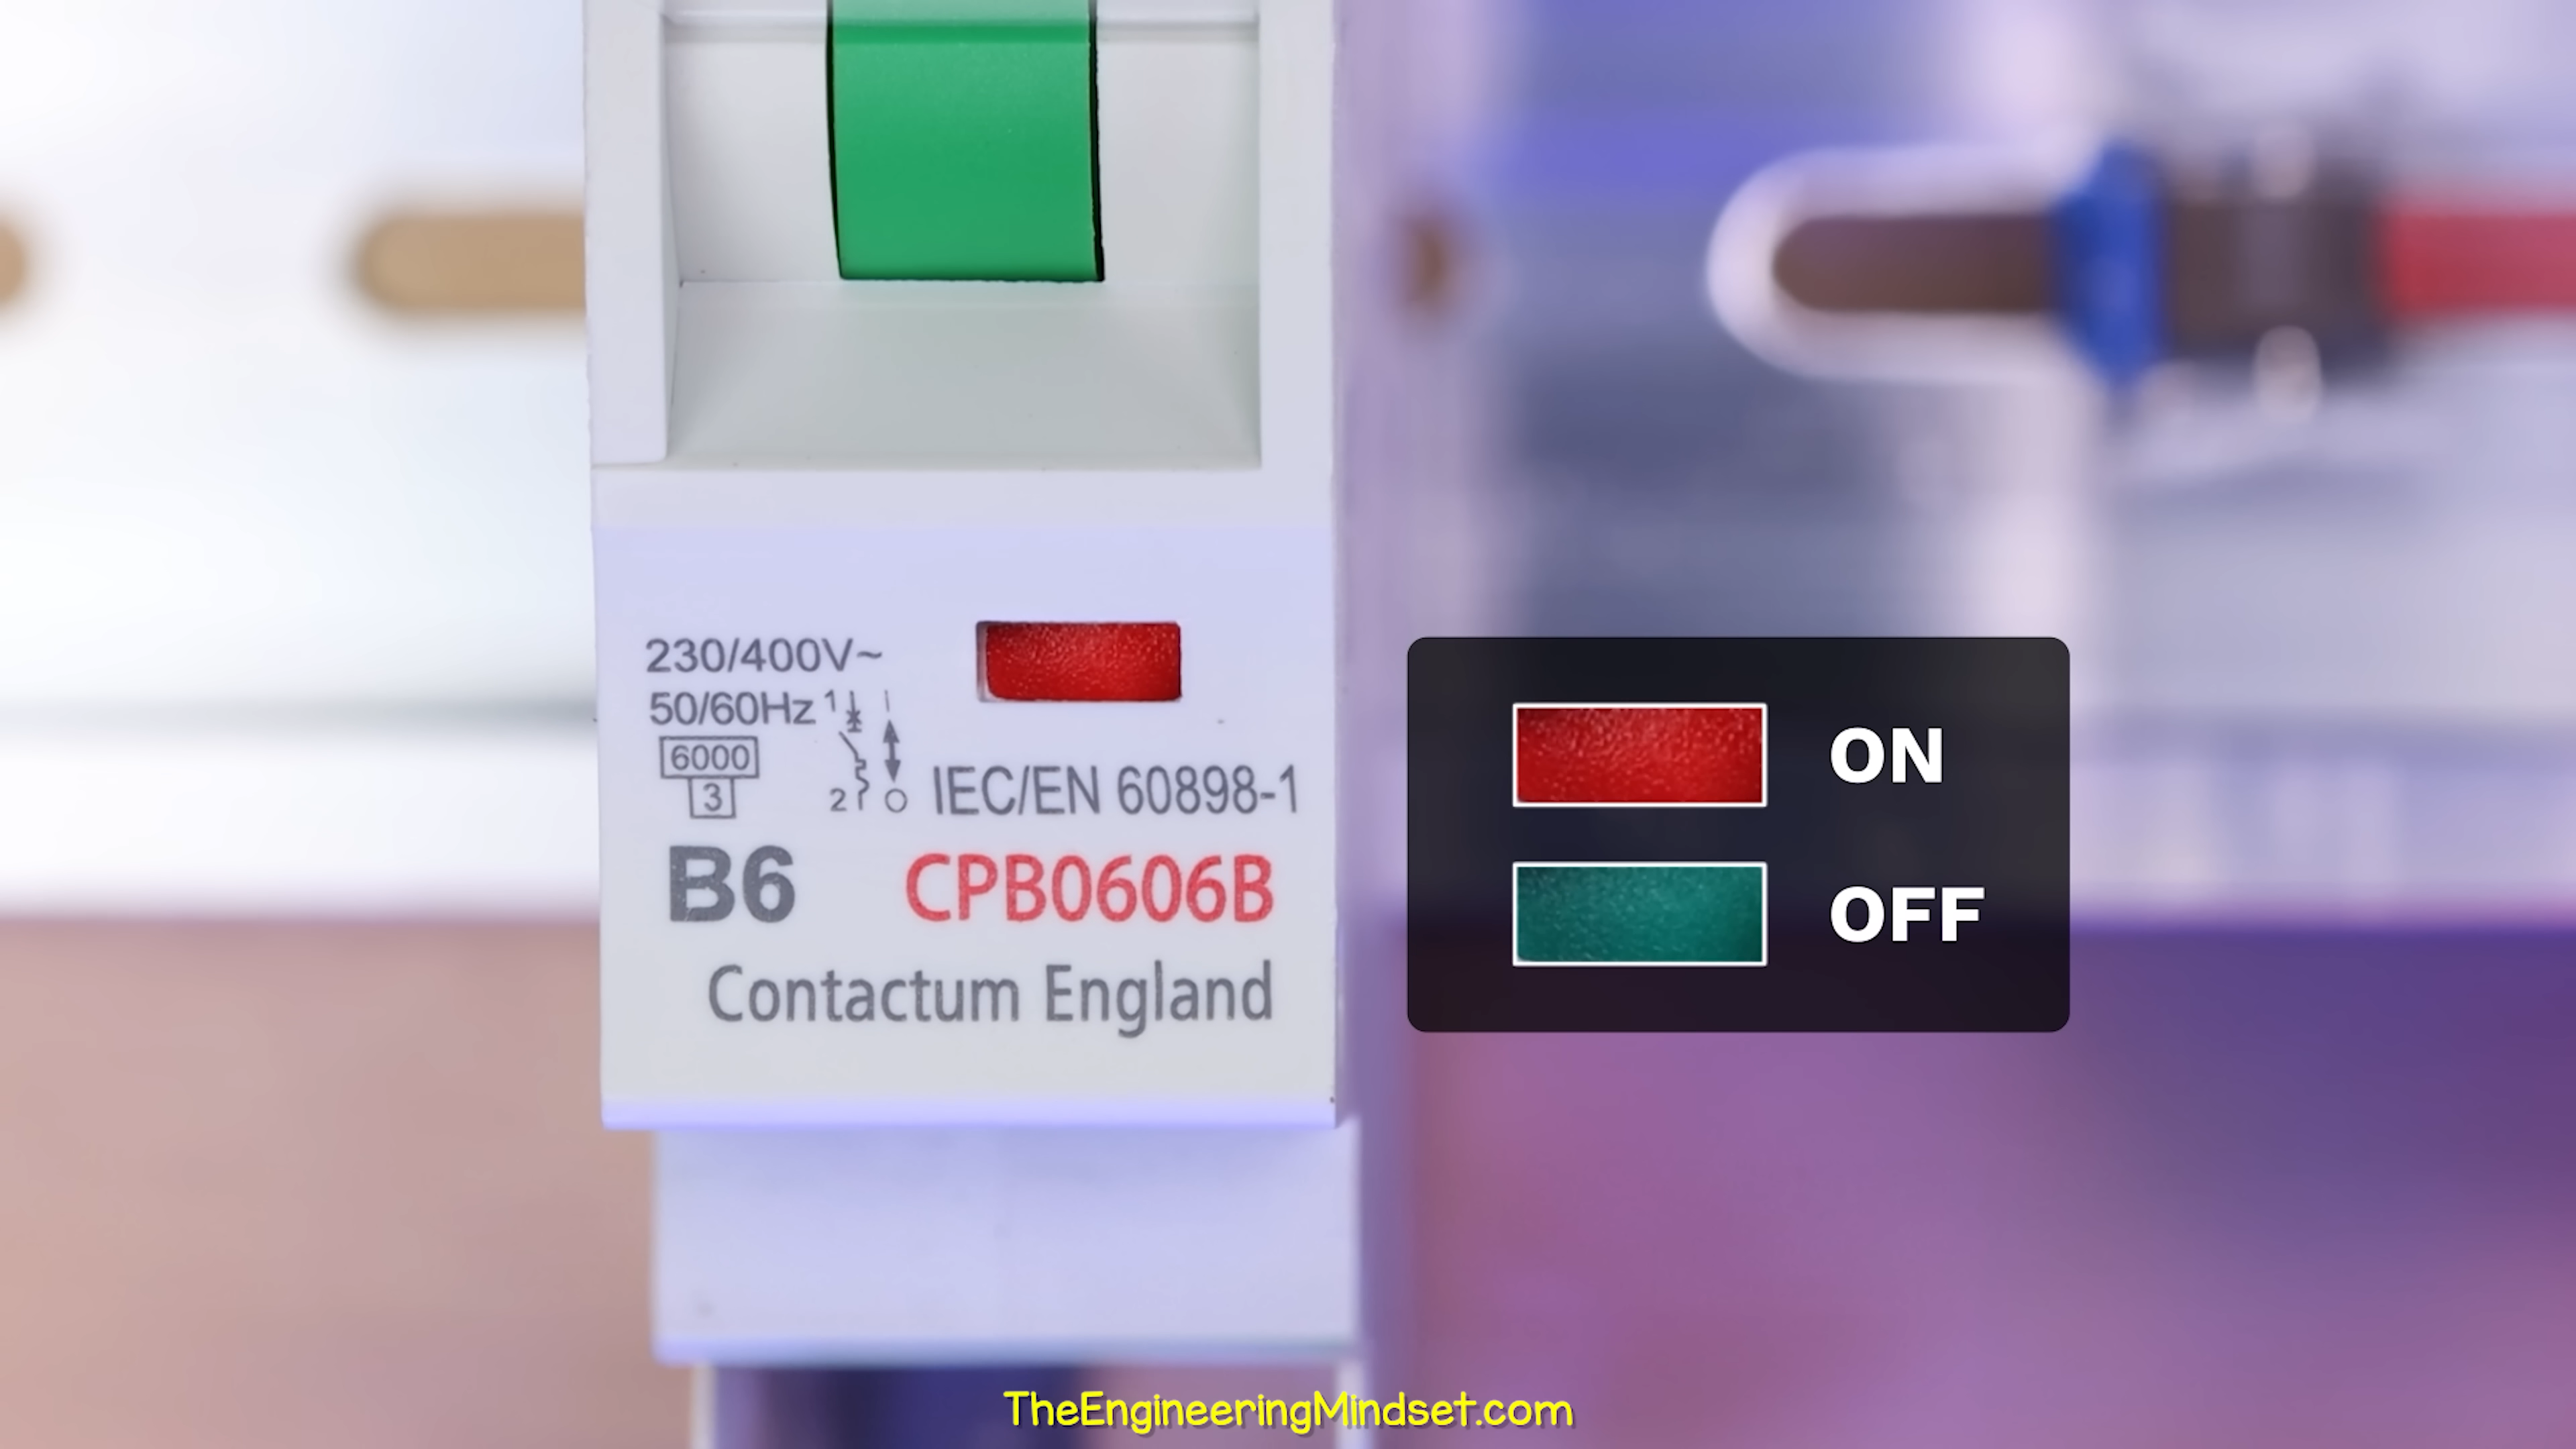 230/400V~
50/60Hz
1
6000
3
2
IEC/EN 60898-1
B6
CPB0606B
Contactum England
ON
OFF
TheEngineeringMindset.com